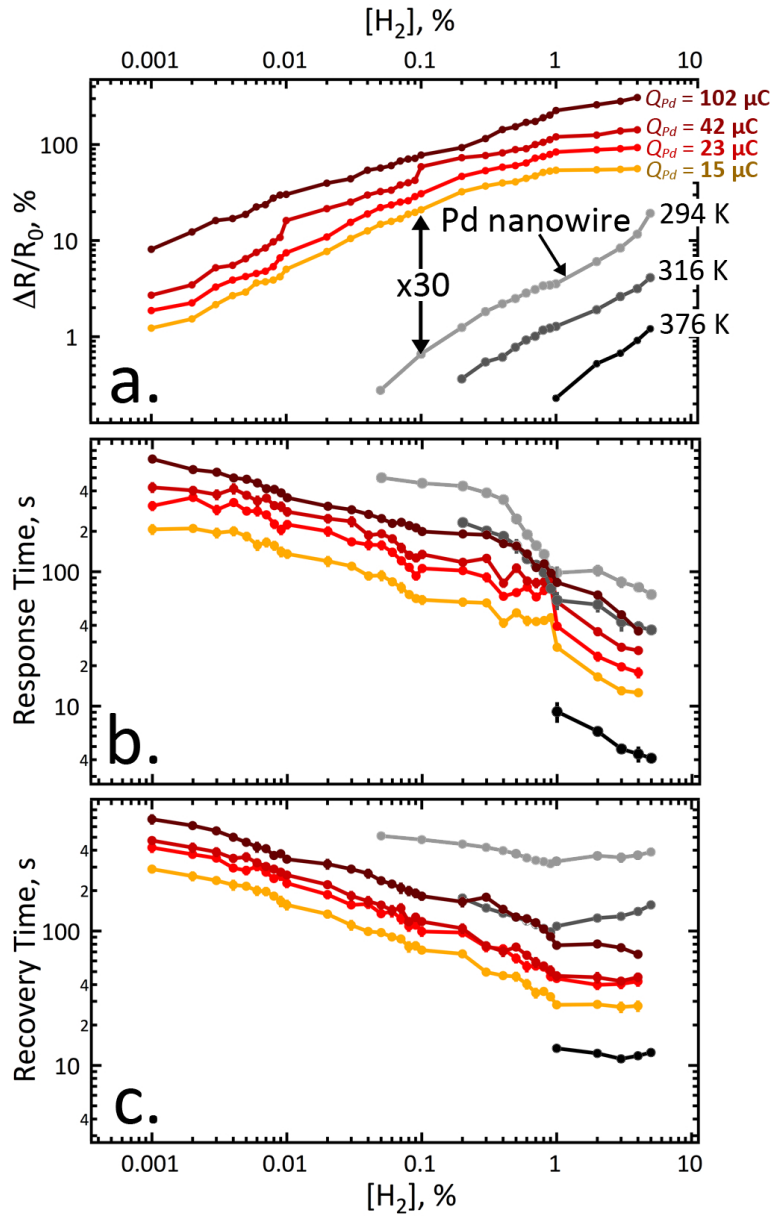 [H2], %
0.001 0.01 0.1 1 10
QPd = 102 µC
QPd = 42 µC
QPd = 23 µC
QPd = 15 µC
100
10
1
ΔR/R0, %
Pd nanowire
294 K
316 K
376 K
x30
a.
4
2
100
4
2
10
4
Response Time, s
b.
4
2
100
4
2
10
4
Recovery Time, s
c.
0.001 0.01 0.1 1 10
[H2], %